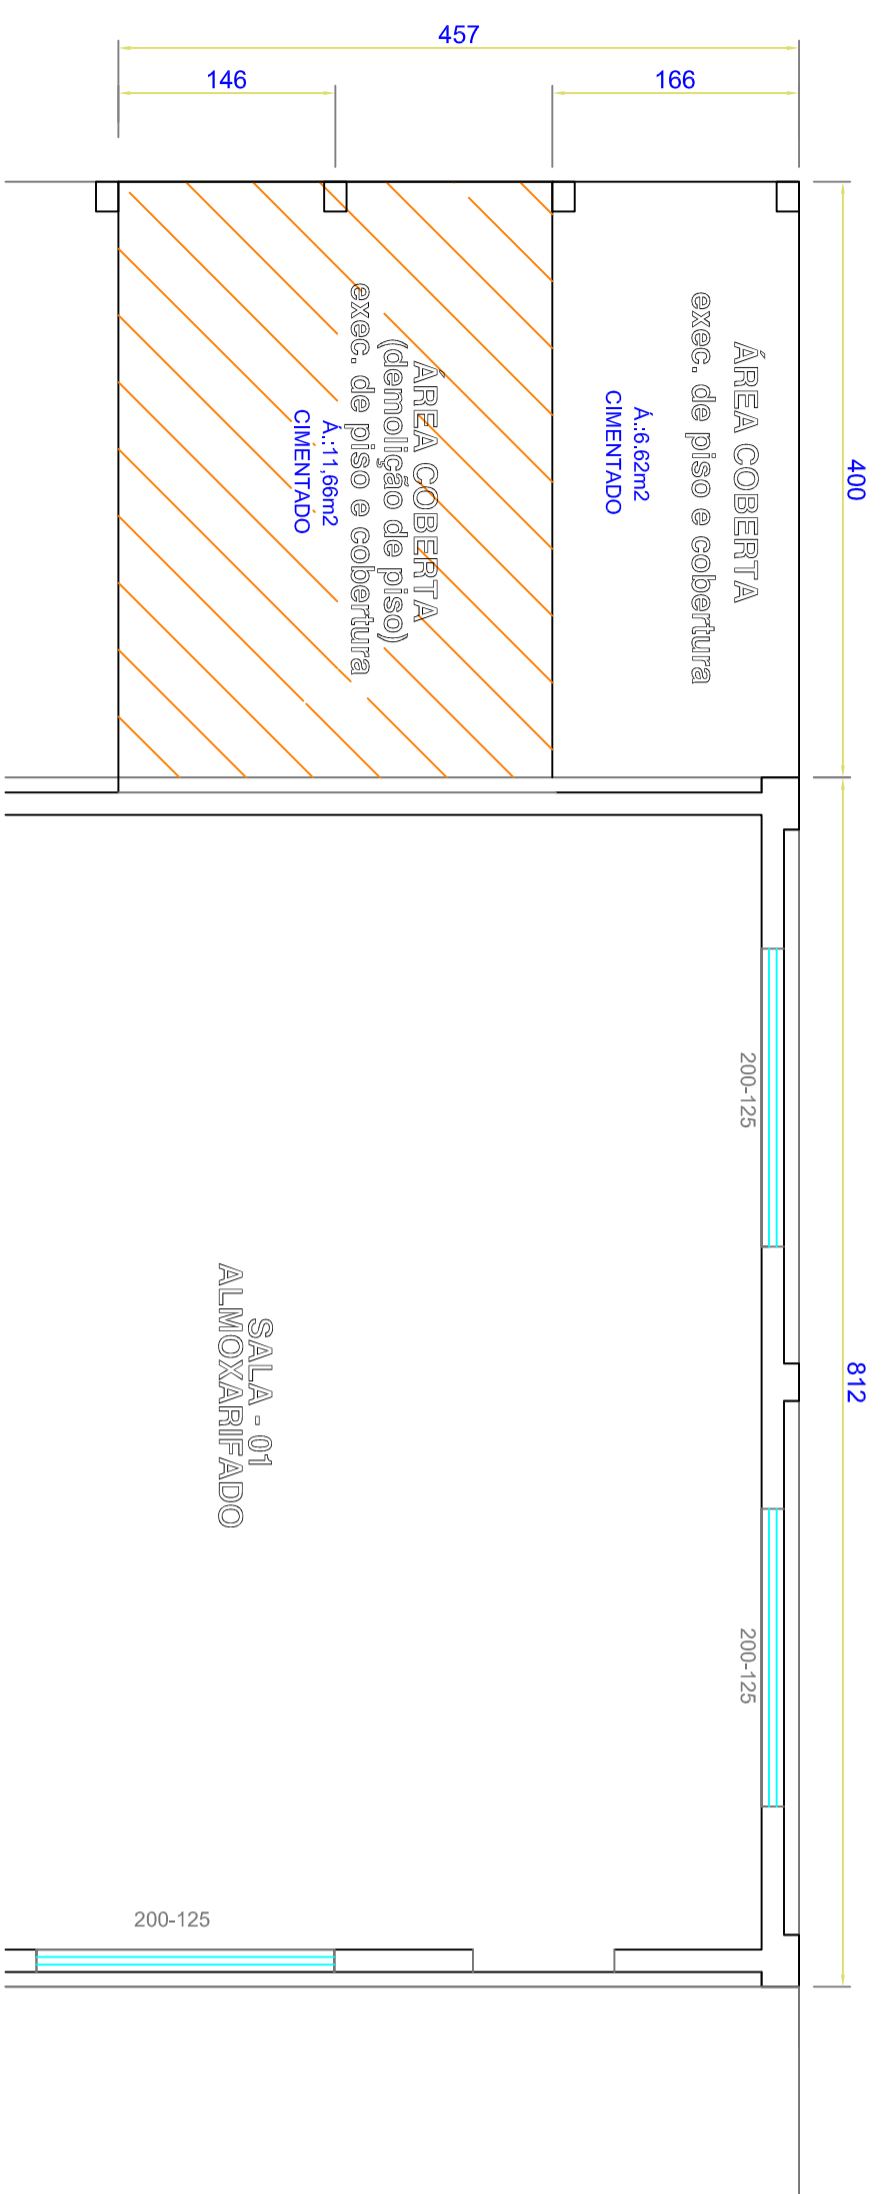 457
146
166
400
812
ÁREA COBERTA
exec. de piso e cobertura
Á.:6.62m2
CIMENTADO
ÁREA COBERTA
(demolição de piso)
exec. de piso e cobertura
Á.:11,66m2
CIMENTADO
200-125
200-125
SALA - 01
ALMOXARIFADO
200-125